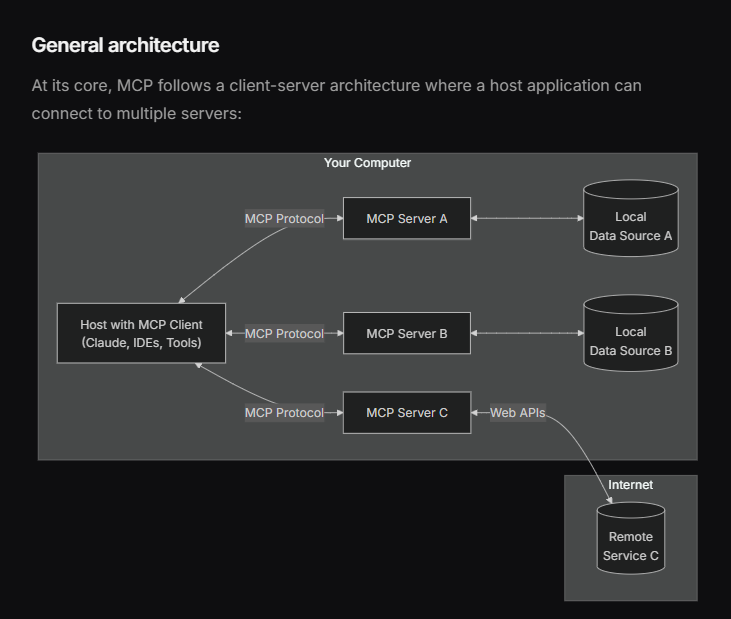 General architecture
At its core, MCP follows a client-server architecture where a host application can
connect to multiple servers:
Your Computer
MCP Protocol
MCP Server A
Local
Data Source A
Host with MCP Client
(Claude, IDEs, Tools)
MCP Protocol
MCP Server B
Local
Data Source B
MCP Protocol
MCP Server C
Web APIs
Internet
Remote
Service C